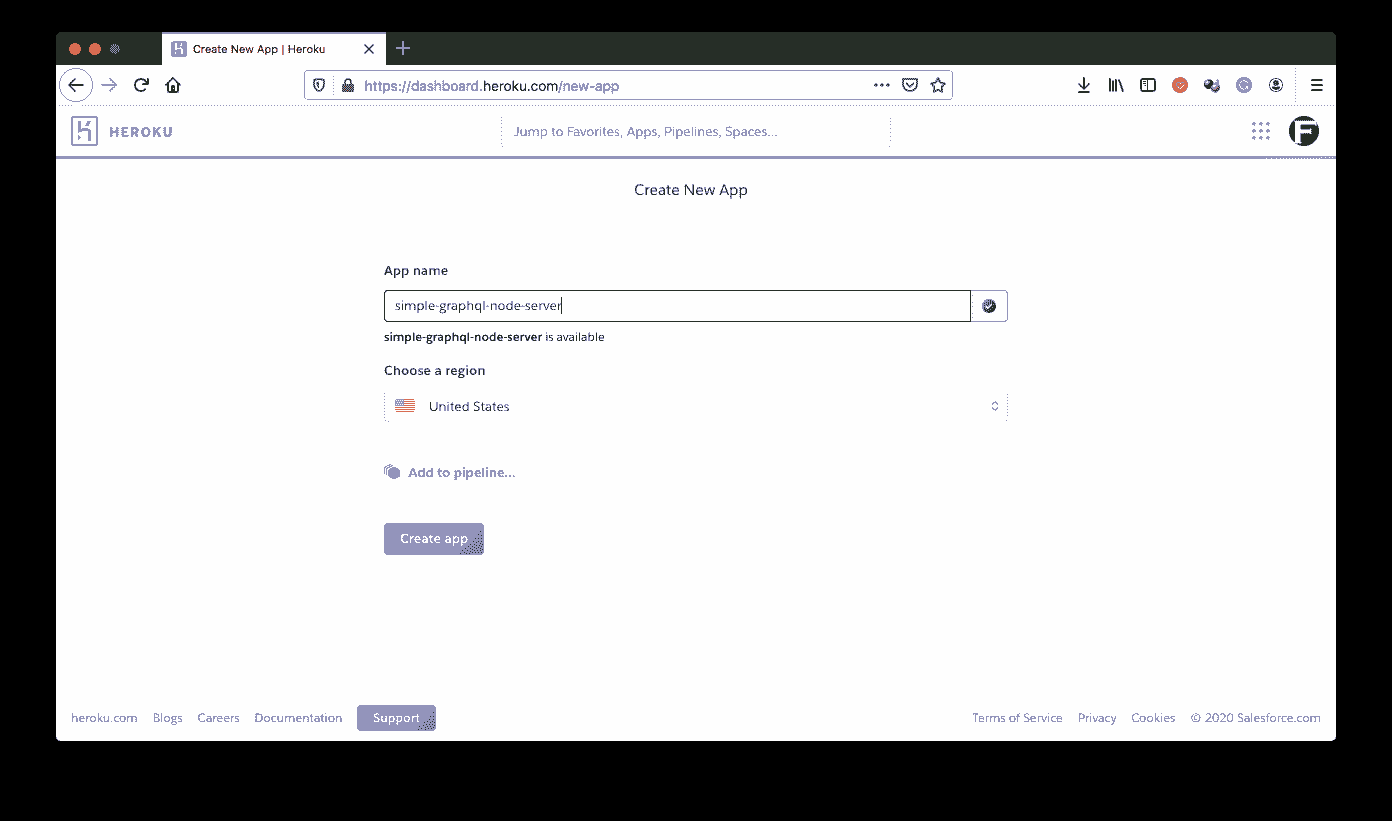 Create New App | Heroku
https://dashboard.heroku.com/new-app
HEROKU
Jump to Favorites, Apps, Pipelines, Spaces...
F
Create New App
App name
simple-graphql-node-server
simple-graphql-node-server is available
Choose a region
United States
Add to pipeline...
Create app
heroku.com Blogs Careers Documentation Support Terms of Service Privacy Cookies © 2020 Salesforce.com